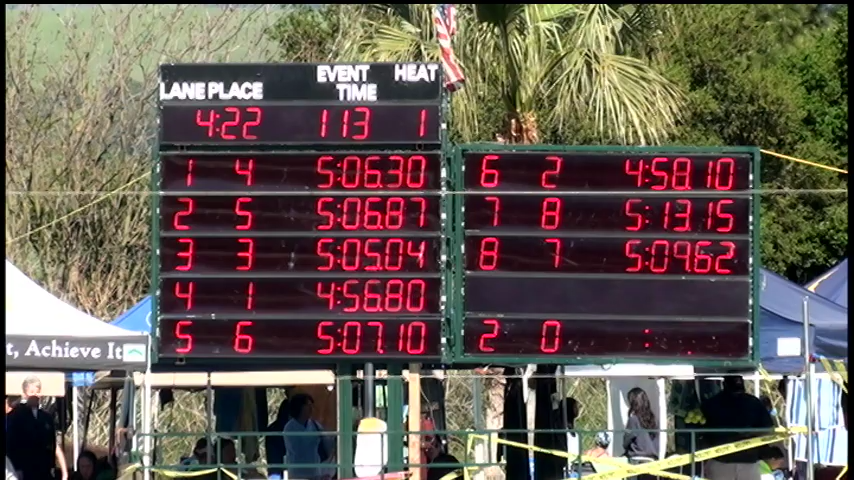 EVENT HEAT
LANE PLACE TIME
4:22 113 1
1 4 5:06.30
2 5 5:06.87
3 3 5:05.04
4 1 4:56.80
5 6 5:07.10
6 2 4:58.10
7 8 5:13.15
8 7 5:09.62
2 0 : .
t, Achieve It